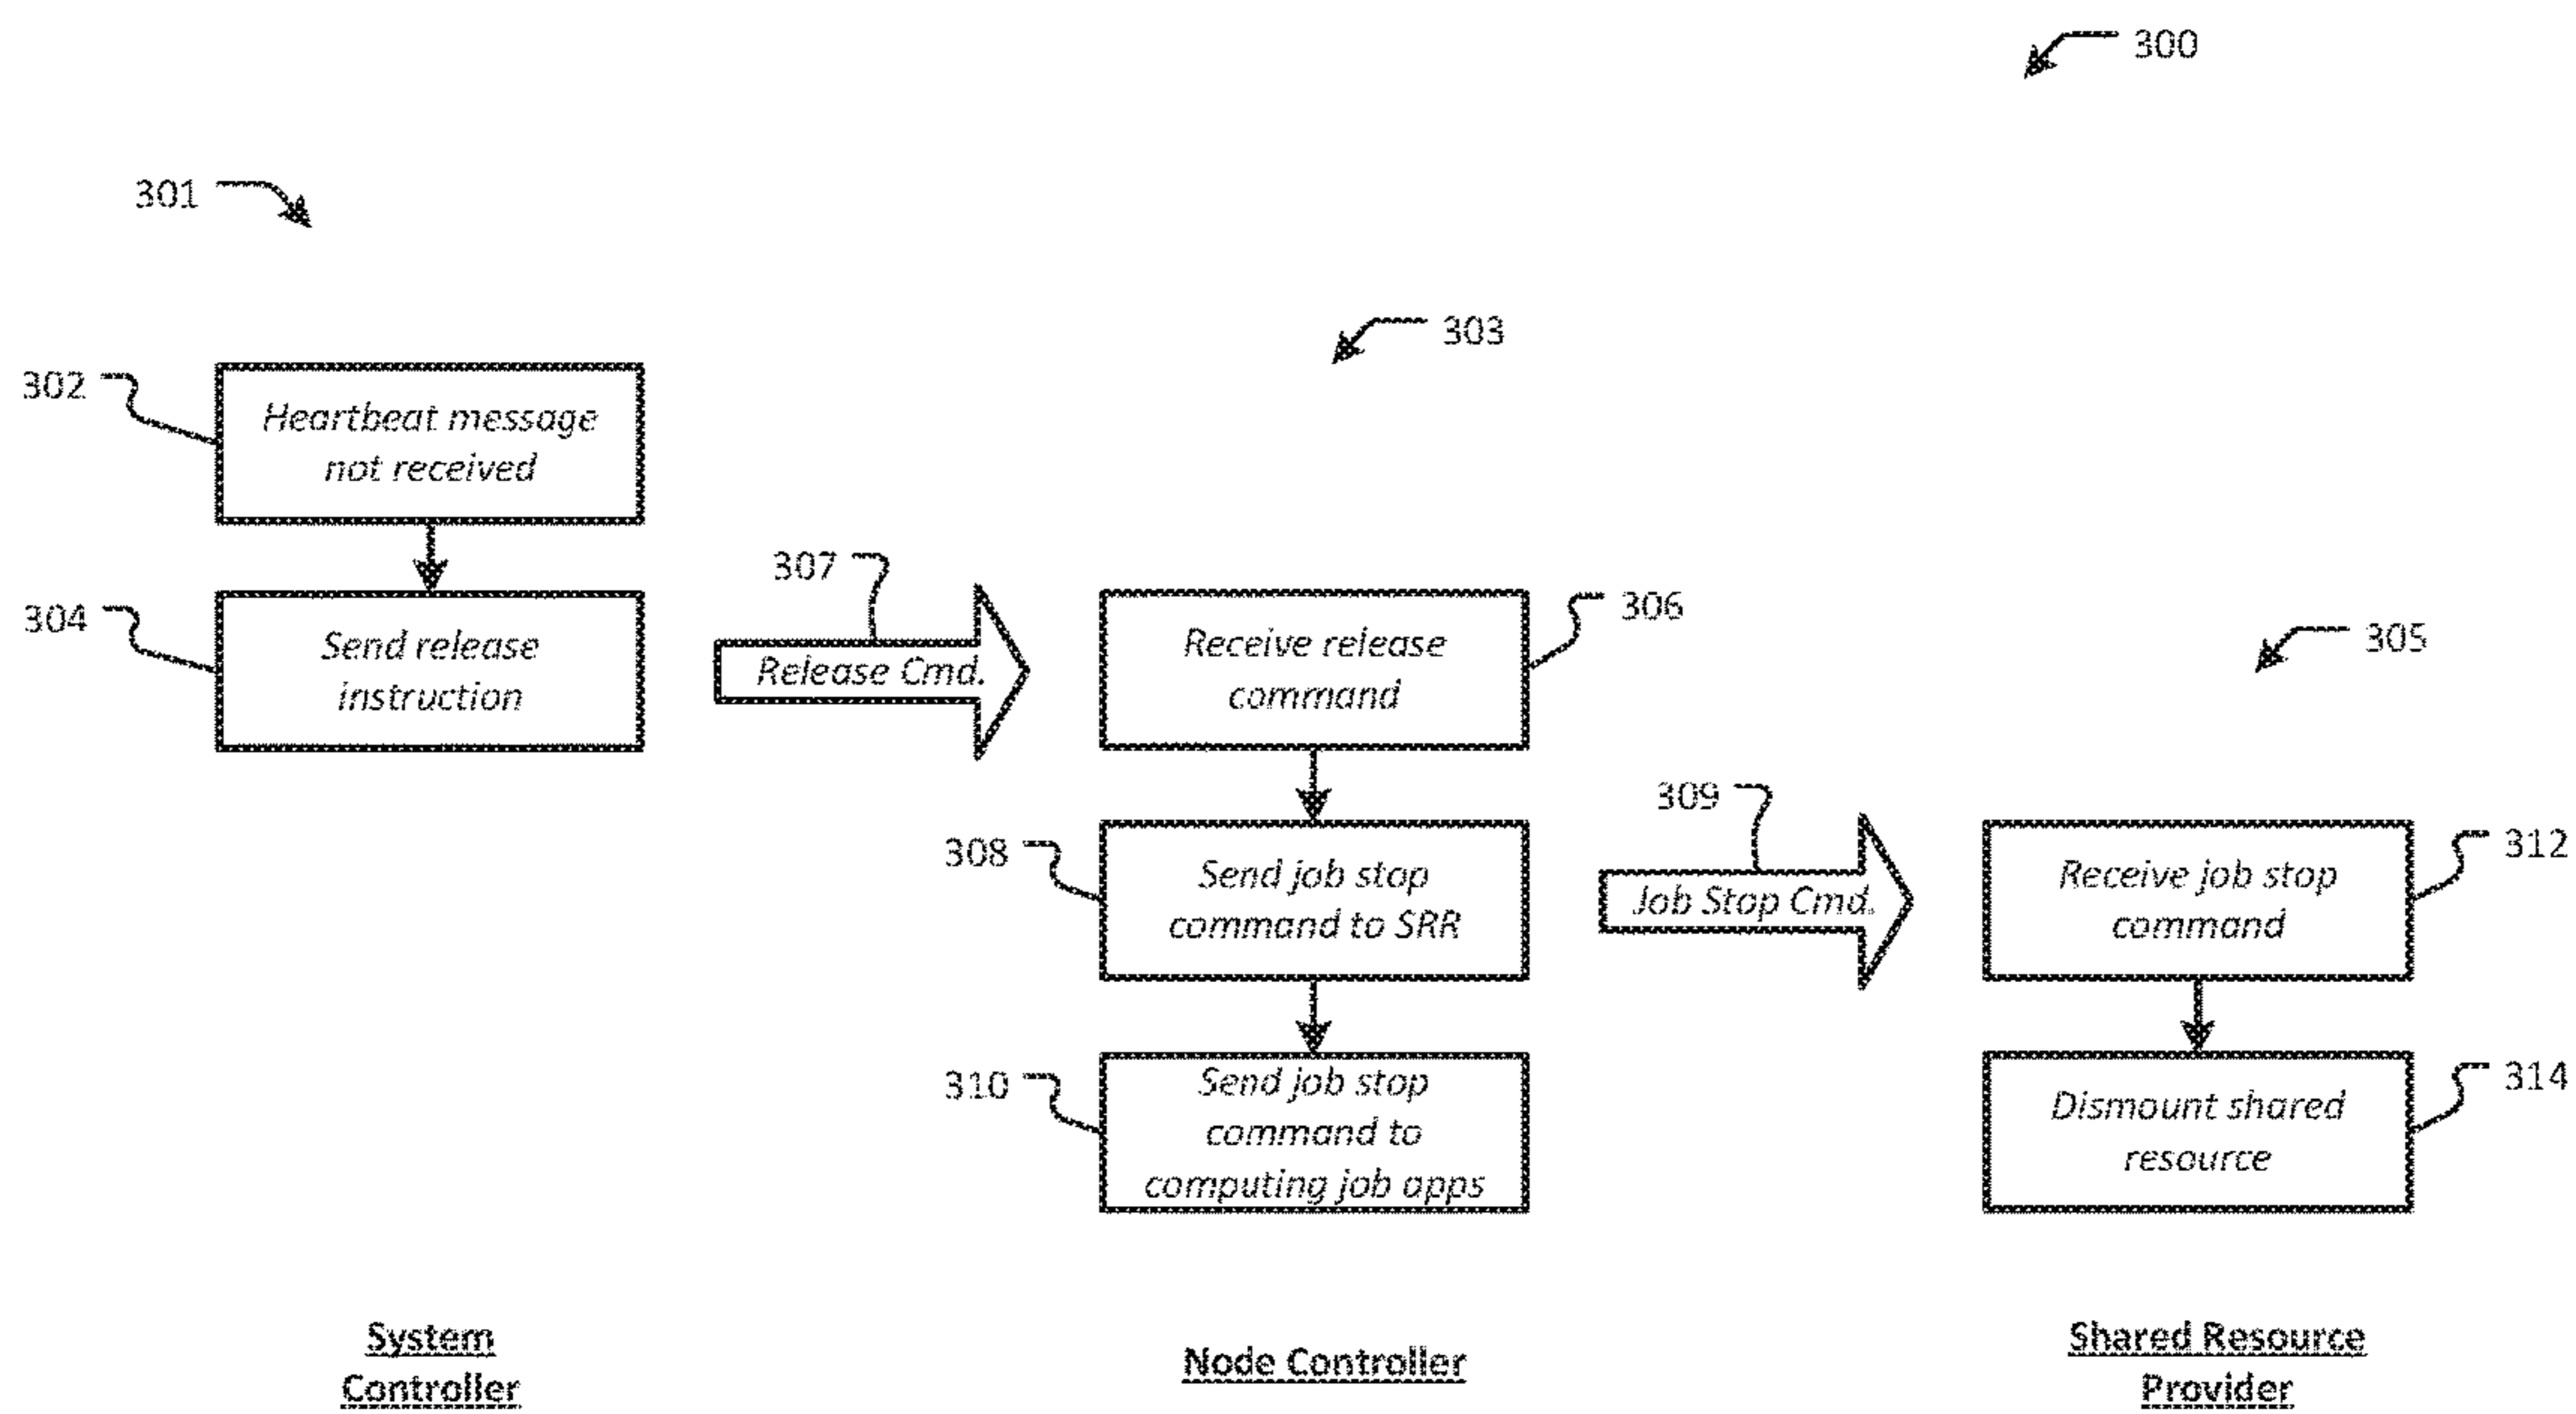 300
301
303
302
Heartbeat message
not received
307
304
Send release
instruction
Release Cmd.
Receive release
command
306
305
309
308
Send job stop
command to SRR
Job Stop Cmd.
Receive job stop
command
312
310
Send job stop
command to
computing job apps
Dismount shared
resource
314
System
Controller
Node Controller
Shared Resource
Provider